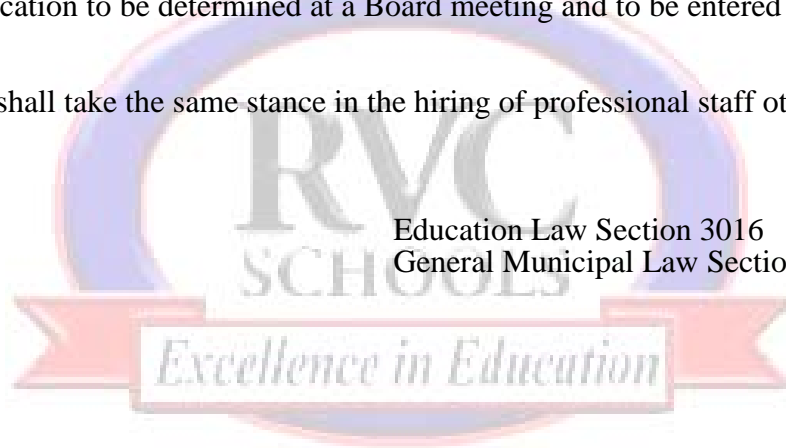 cation to be determined at a Board meeting and to be entered
shall take the same stance in the hiring of professional staff ot
RVC
Education Law Section 3016
General Municipal Law Sectio
SCHOOLS
Excellence in Education